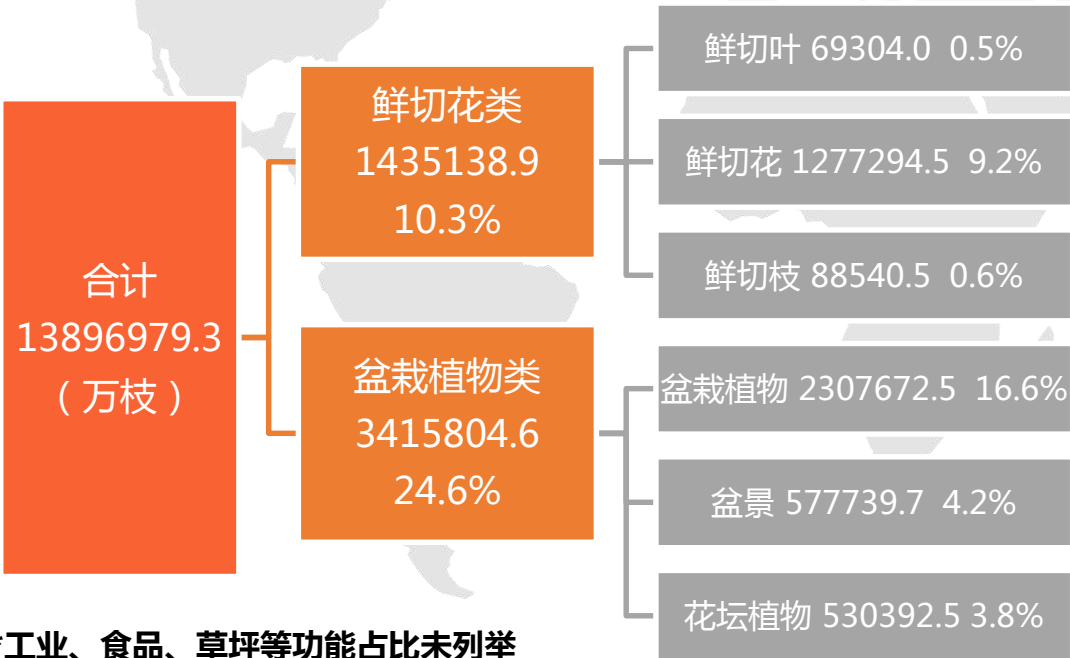 合计
13896979.3
（万枝）
鲜切花类
1435138.9
10.3%
盆栽植物类
3415804.6
24.6%
鲜切叶 69304.0 0.5%
鲜切花 1277294.5 9.2%
鲜切枝 88540.5 0.6%
盆栽植物 2307672.5 16.6%
盆景 577739.7 4.2%
花坛植物 530392.5 3.8%
工业、食品、草坪等功能占比未列举